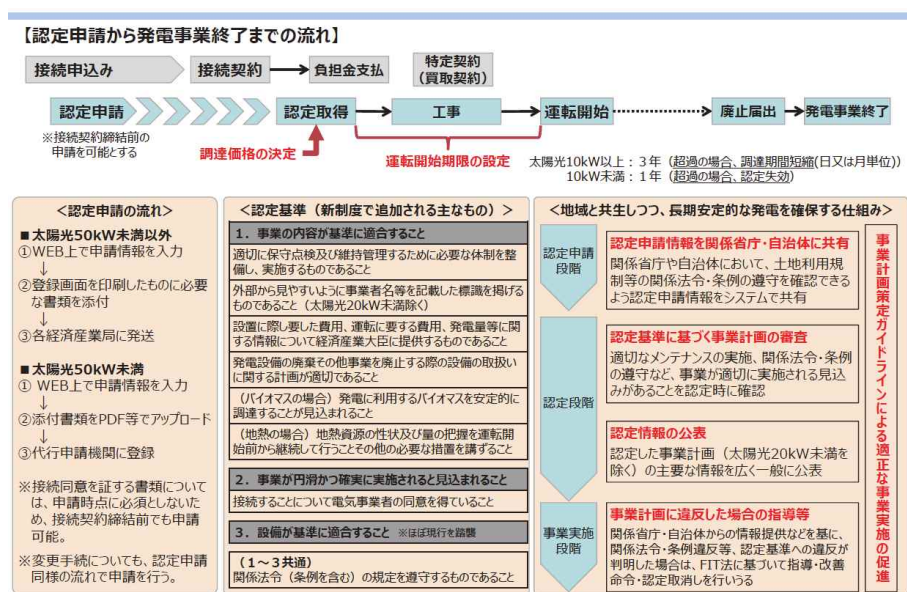 【認定申請から発電事業終了までの流れ】
接続申込み
接続契約
負担金支払
特定契約
(買取契約)
認定申請
認定取得
工事
運転開始
廃止届出
発電事業終了
※接続契約締結前の
申請を可能とする
調達価格の決定
運転開始期限の設定
太陽光10kW以上:3年(超過の場合、調達期間短縮(日又は月単位))
10kW未満:1年(超過の場合、認定失効)
<認定申請の流れ>
■太陽光50kW未満以外
①WEB上で申請情報を入力
↓
②登録画面を印刷したものに必要
な書類を添付
↓
③各経済産業局に発送
■太陽光50kW未満
① WEB上で申請情報を入力
↓
②添付書類をPDF等でアップロード
↓
③代行申請機関に登録
※接続同意を証する書類について
は、申請時点に必須としないな
め、接続契約締結前でも申請
可能。
※変更手続についても、認定申請
同様の流れで申請を行う。
<認定基準(新制度で追加される主なもの)>
1.事業の内容が基準に適合すること
適切に保守点検及び維持管理するために必要な体制を整
備し、実施するものであること
外部から見やすいように事業者名等を記載した標識を掲げる
ものであること(太陽光20kW未満除く)
設置に際し要した費用、運転に要する費用、発電量等に関
する情報について経済産業大臣に提供するものであること
発電設備の廃棄その他事業を廃止する際の設備の取扱い
に関する計画が適切であること
(バイオマスの場合)発電に利用するバイオマスを安定的に
調達することが見込まれること
(地熱の場合)地熱資源の性状及び量の把握を運転開
始前から継続して行うことその他の必要な措置を講ずること
2.事業が円滑かつ確実に実施されると見込まれること
接続することについて電気事業者の同意を得ていること
3.設備が基準に適合すること ※ほぼ現行を踏襲
(1~3共通)
関係法令(条例を含む)の規定を遵守するものであること
<地域と共生しつつ、長期安定的な発電を確保する仕組み>
認定申請
段階
認定申請情報を関係省庁・自治体に共有
関係省庁や自治体において、土地利用規
制等の関係法令・条例の遵守を確認できる
よう認定申請情報をシステムで共有
認定段階
認定基準に基づく事業計画の審査
適切なメンテナンスの実施、関係法令・条例
の遵守など、事業が適切に実施される見込
みがあることを認定時に確認
認定情報の公表
認定した事業計画(太陽光20kW未満を
除く)の主要な情報を広く一般に公表
事業実施
段階
事業計画に違反した場合の指導等
関係省庁・自治体からの情報提供などを基に、
関係法令・条例違反等、認定基準への違反が
判明した場合は、FIT法に基づいて指導・改善
命令・認定取消しを行いうる
事業計画策定ガイドラインによる適正な事業実施の促進